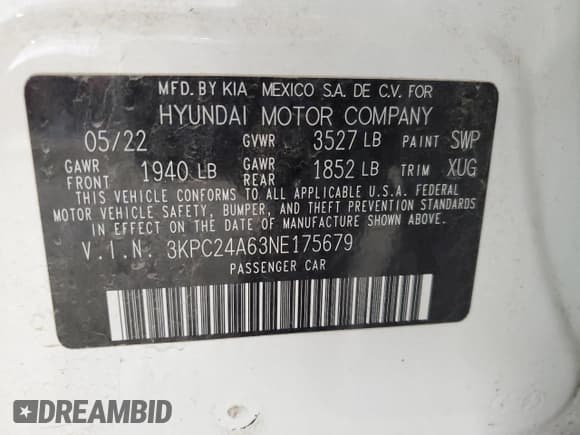 MFD. BY KIA MEXICO S.A. DE C.V. FOR
HYUNDAI MOTOR COMPANY
05/22 GVWR 3527 LB PAINT SWP
GAWR FRONT 1940 LB GAWR REAR 1852 LB TRIM XUG
THIS VEHICLE CONFORMS TO ALL APPLICABLE U.S.A. FEDERAL
MOTOR VEHICLE SAFETY, BUMPER, AND THEFT PREVENTION STANDARDS
IN EFFECT ON THE DATE OF MANUFACTURE SHOWN ABOVE.
V.I.N. 3KPC24A63NE175679
PASSENGER CAR
DREAMBID